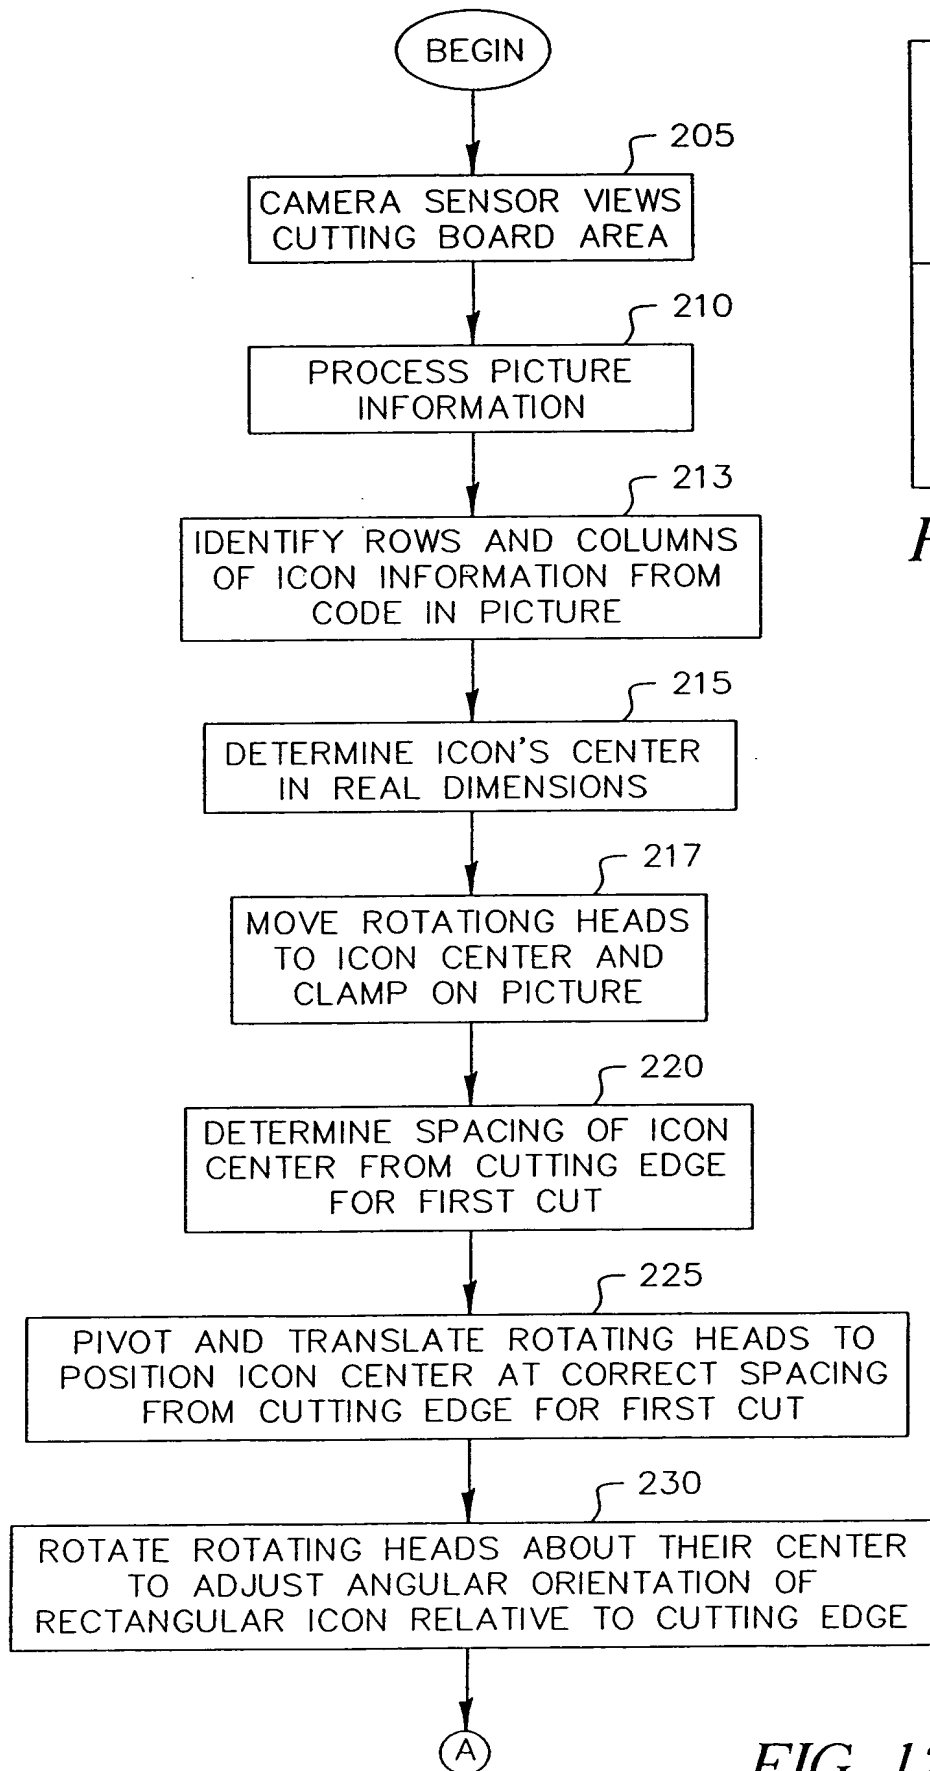 BEGIN
205
CAMERA SENSOR VIEWS
CUTTING BOARD AREA
210
PROCESS PICTURE
INFORMATION
213
IDENTIFY ROWS AND COLUMNS
OF ICON INFORMATION FROM
CODE IN PICTURE
215
DETERMINE ICON'S CENTER
IN REAL DIMENSIONS
217
MOVE ROTATIONG HEADS
TO ICON CENTER AND
CLAMP ON PICTURE
220
DETERMINE SPACING OF ICON
CENTER FROM CUTTING EDGE
FOR FIRST CUT
225
PIVOT AND TRANSLATE ROTATING HEADS TO
POSITION ICON CENTER AT CORRECT SPACING
FROM CUTTING EDGE FOR FIRST CUT
230
ROTATE ROTATING HEADS ABOUT THEIR CENTER
TO ADJUST ANGULAR ORIENTATION OF
RECTANGULAR ICON RELATIVE TO CUTTING EDGE
A
FIG.